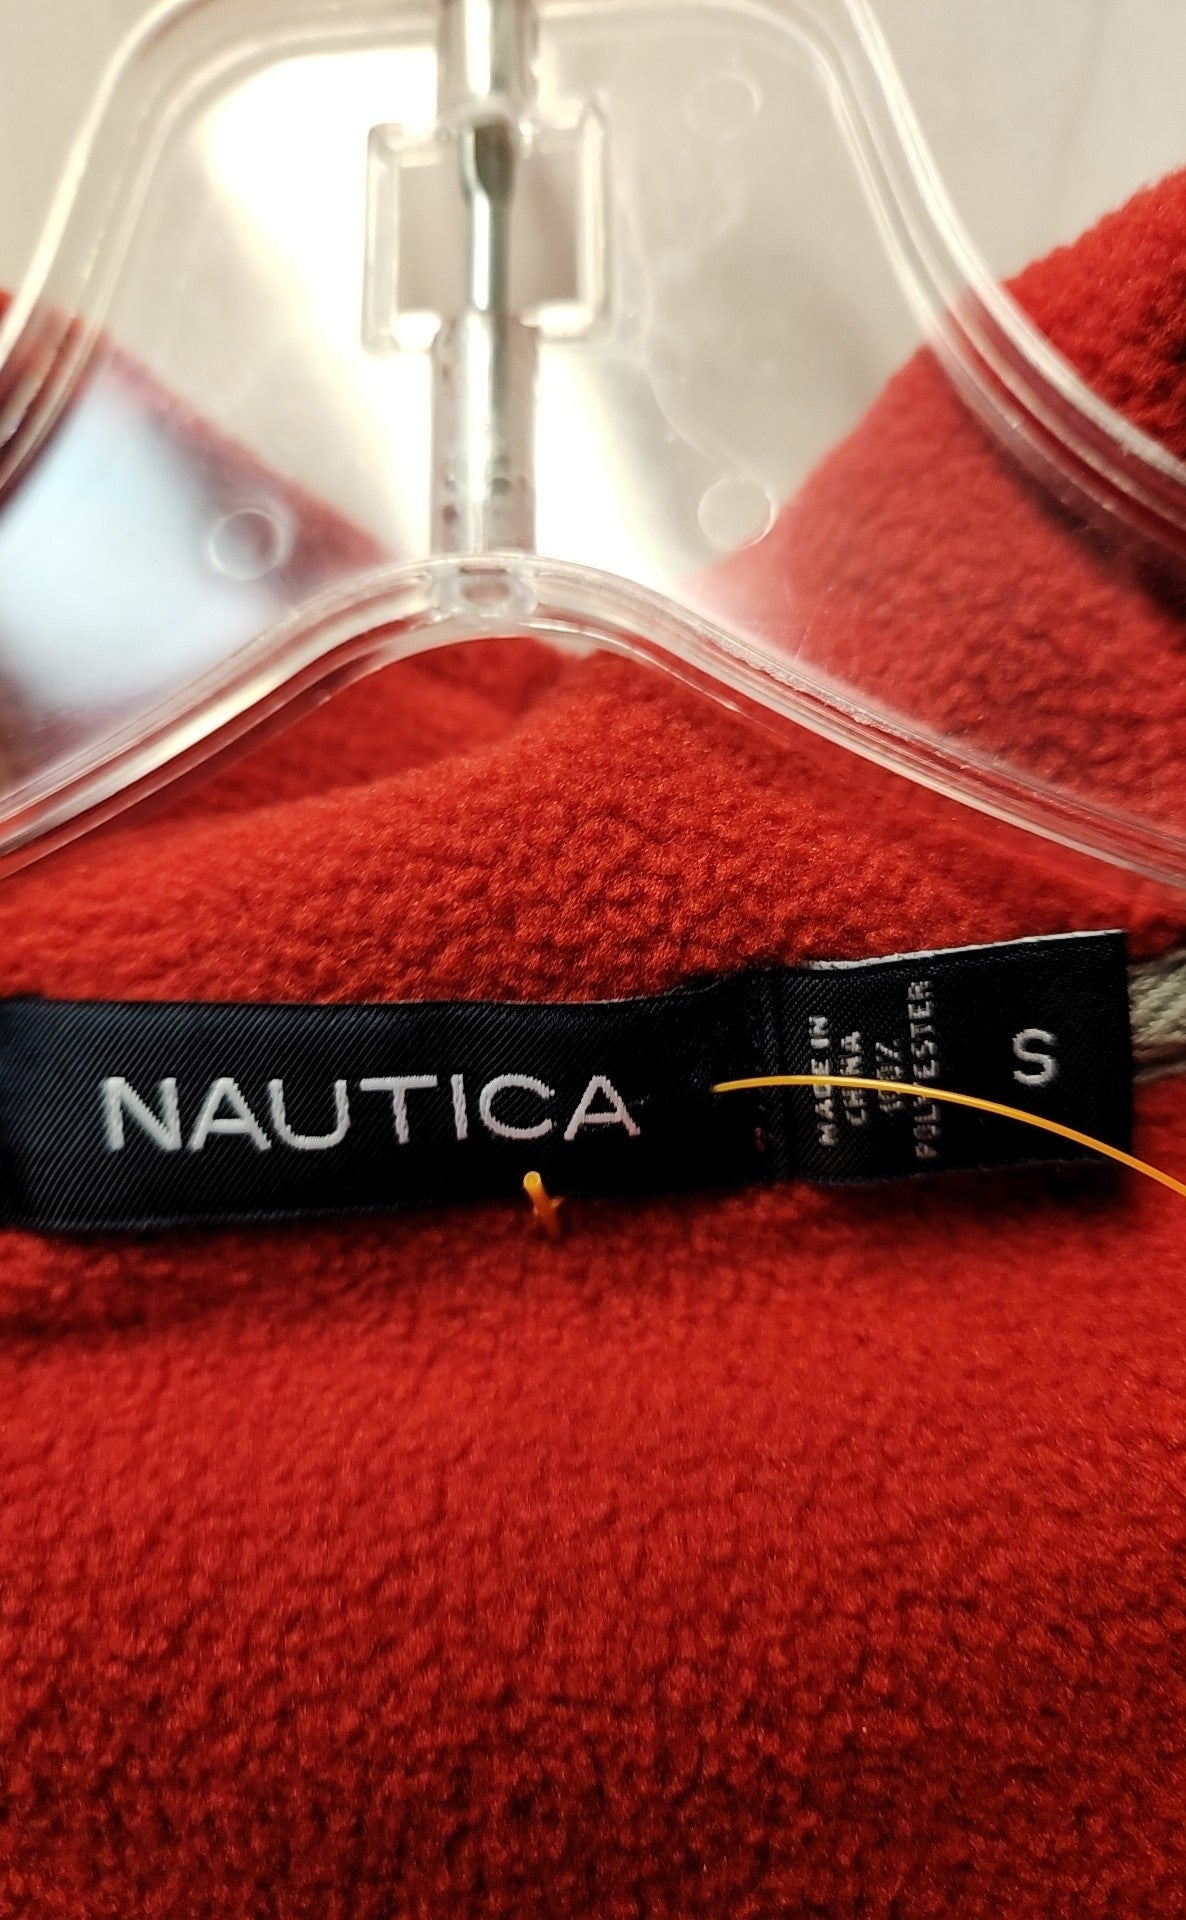 NAUTICA
MADE IN
CHINA
100%
POLYESTER
S